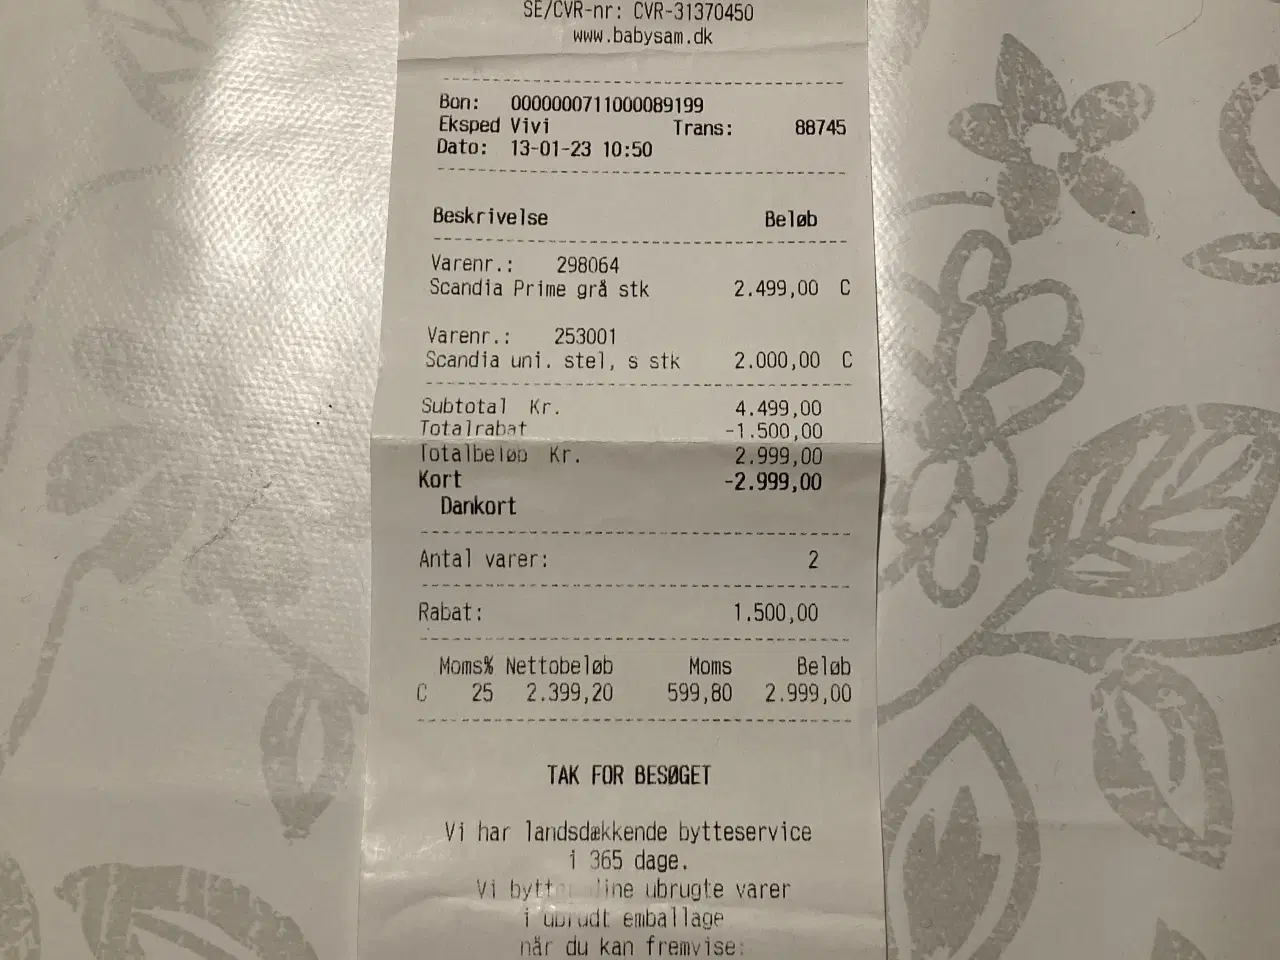 SE/CVR-nr: CVR-31370450
www.babysam.dk
Bon: 0000000711000089199
Eksped Vivi Trans: 88745
Dato: 13-01-23 10:50
Beskrivelse Beløb
Varenr.: 298064
Scandia Prime grå stk 2.499,00 C
Varenr.: 253001
Scandia uni. stel, s stk 2.000,00 C
Subtotal Kr. 4.499,00
Totalrabat -1.500,00
Totalbeløb Kr. 2.999,00
Kort -2.999,00
Dankort
Antal varer: 2
Rabat: 1.500,00
Moms% Nettobeløb Moms Beløb
C 25 2.399,20 599,80 2.999,00
TAK FOR BESØGET
Vi har landsdækkende bytteservice
i 365 dage.
Vi bytter dine ubrugte varer
i ubrudt emballage
når du kan fremvise: